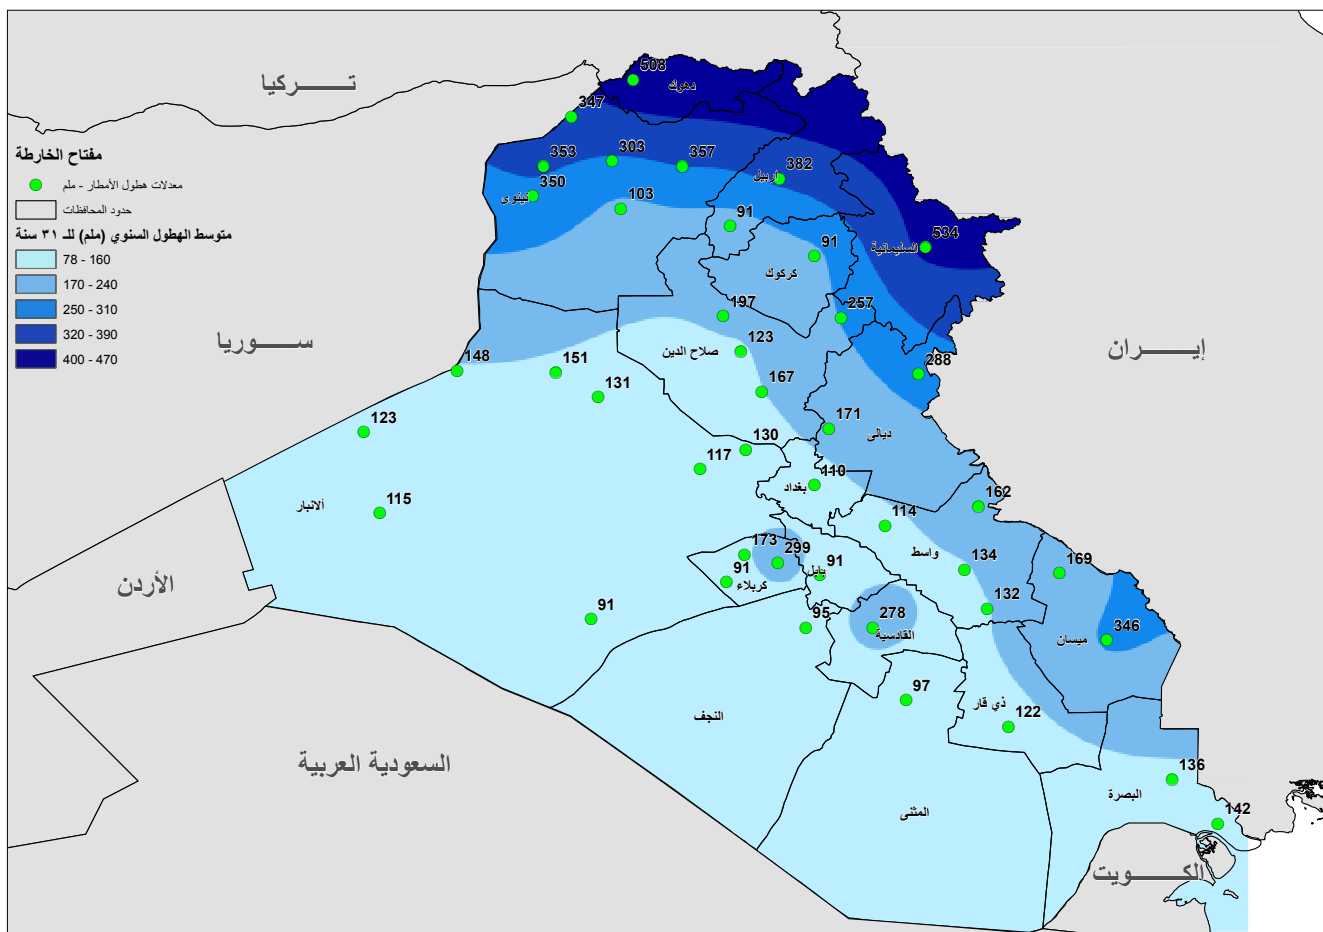 تـــــركيا
ســـــوريا
إيـــــران
الأردن
السعودية العربية
الكـــــويت
مفتاح الخارطة
معدلات هطول الأمطار - ملم
حدود المحافظات
متوسط الهطول السنوي (ملم) للـ ٣١ سنة
78 - 160
170 - 240
250 - 310
320 - 390
400 - 470
508
دهوك
347
353
303
357
382
اربيل
350
نينوى
103
91
91
534
السليمانية
كركوك
197
257
123
صلاح الدين
288
148
151
131
167
123
171
ديالى
130
117
110
بغداد
115
ألانبار
162
114
واسط
173
299
91
بابل
134
169
91
كربلاء
132
91
95
278
القادسية
346
ميسان
97
النجف
ذي قار
122
136
البصرة
المثنى
142